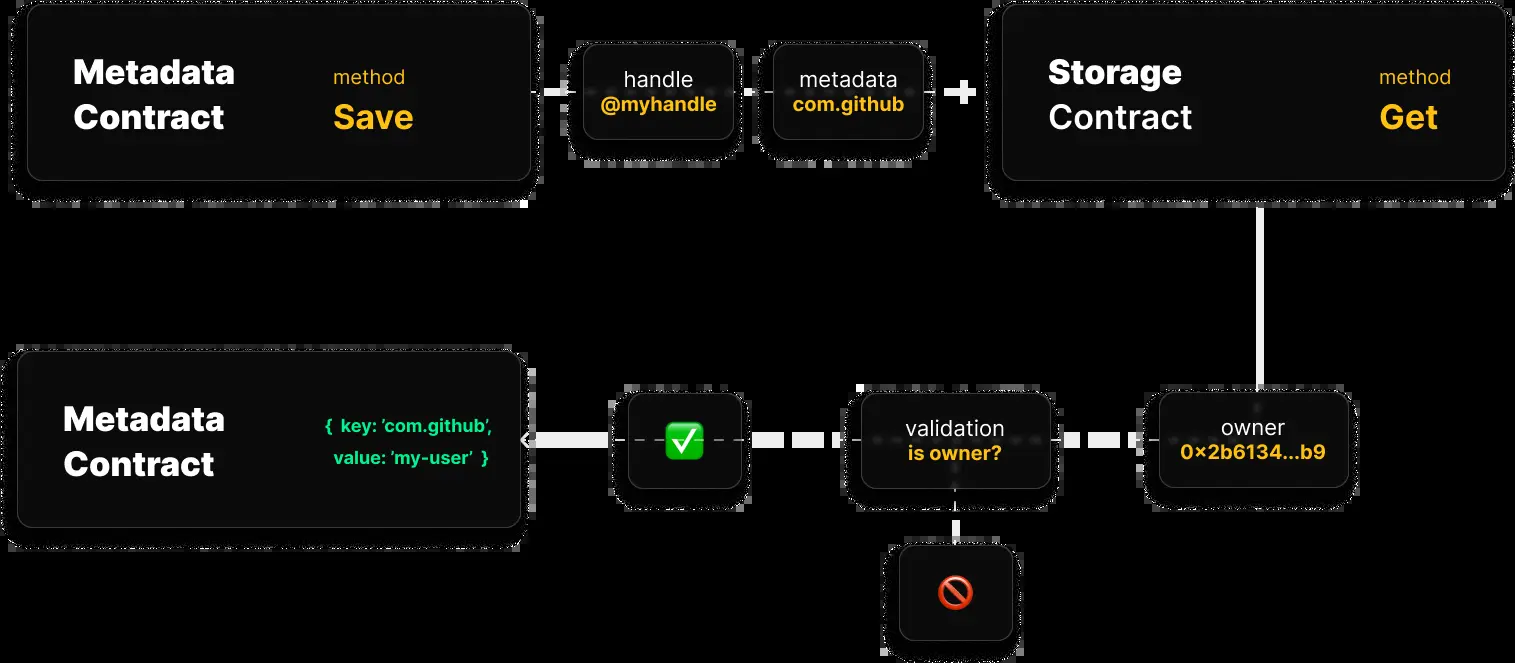 Metadata
Contract
method
Save
handle
@myhandle
metadata
com.github
Storage
Contract
method
Get
Metadata
Contract
{ key: ’com.github’,
value: ’my-user’ }
validation
is owner?
owner
0×2b6134...b9